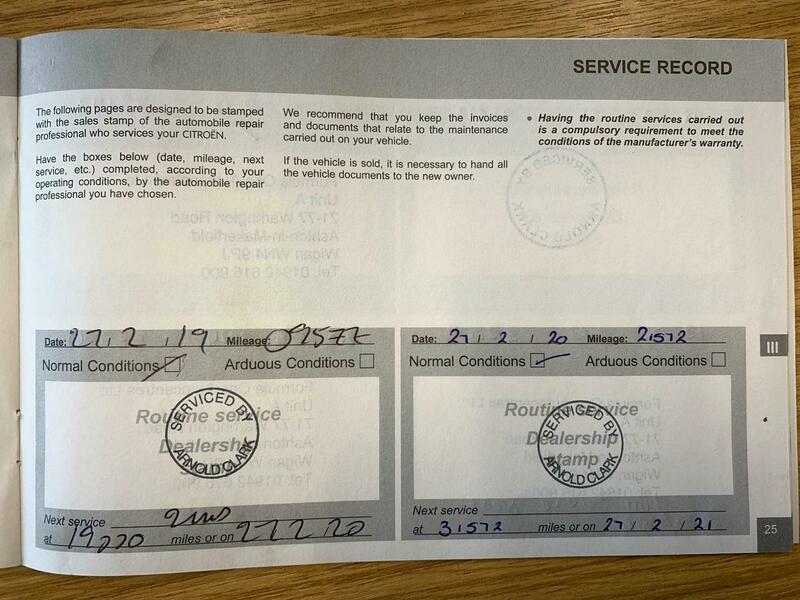 SERVICE RECORD
The following pages are designed to be stamped
with the sales stamp of the automobile repair
professional who services your CITROËN.
Have the boxes below (date, mileage, next
service, etc.) completed, according to your
operating conditions, by the automobile repair
professional you have chosen.
We recommend that you keep the invoices
and documents that relate to the maintenance
carried out on your vehicle.
If the vehicle is sold, it is necessary to hand all
the vehicle documents to the new owner.
• Having the routine services carried out
is a compulsory requirement to meet the
conditions of the manufacturer's warranty.
Date: 27, 2, 19 Mileage:
Normal Conditions Arduous Conditions
Routine service
Dealership
SERVICED BY
ARNOLD CLARK
Next service
at miles or on 27 2 20
Date: 27 / 2 / 20 Mileage: 21572
Normal Conditions Arduous Conditions
Routine service
Dealership
stamp
SERVICED BY
ARNOLD CLARK
Next service
at 31572 miles or on 27 / 2 / 21
III
25